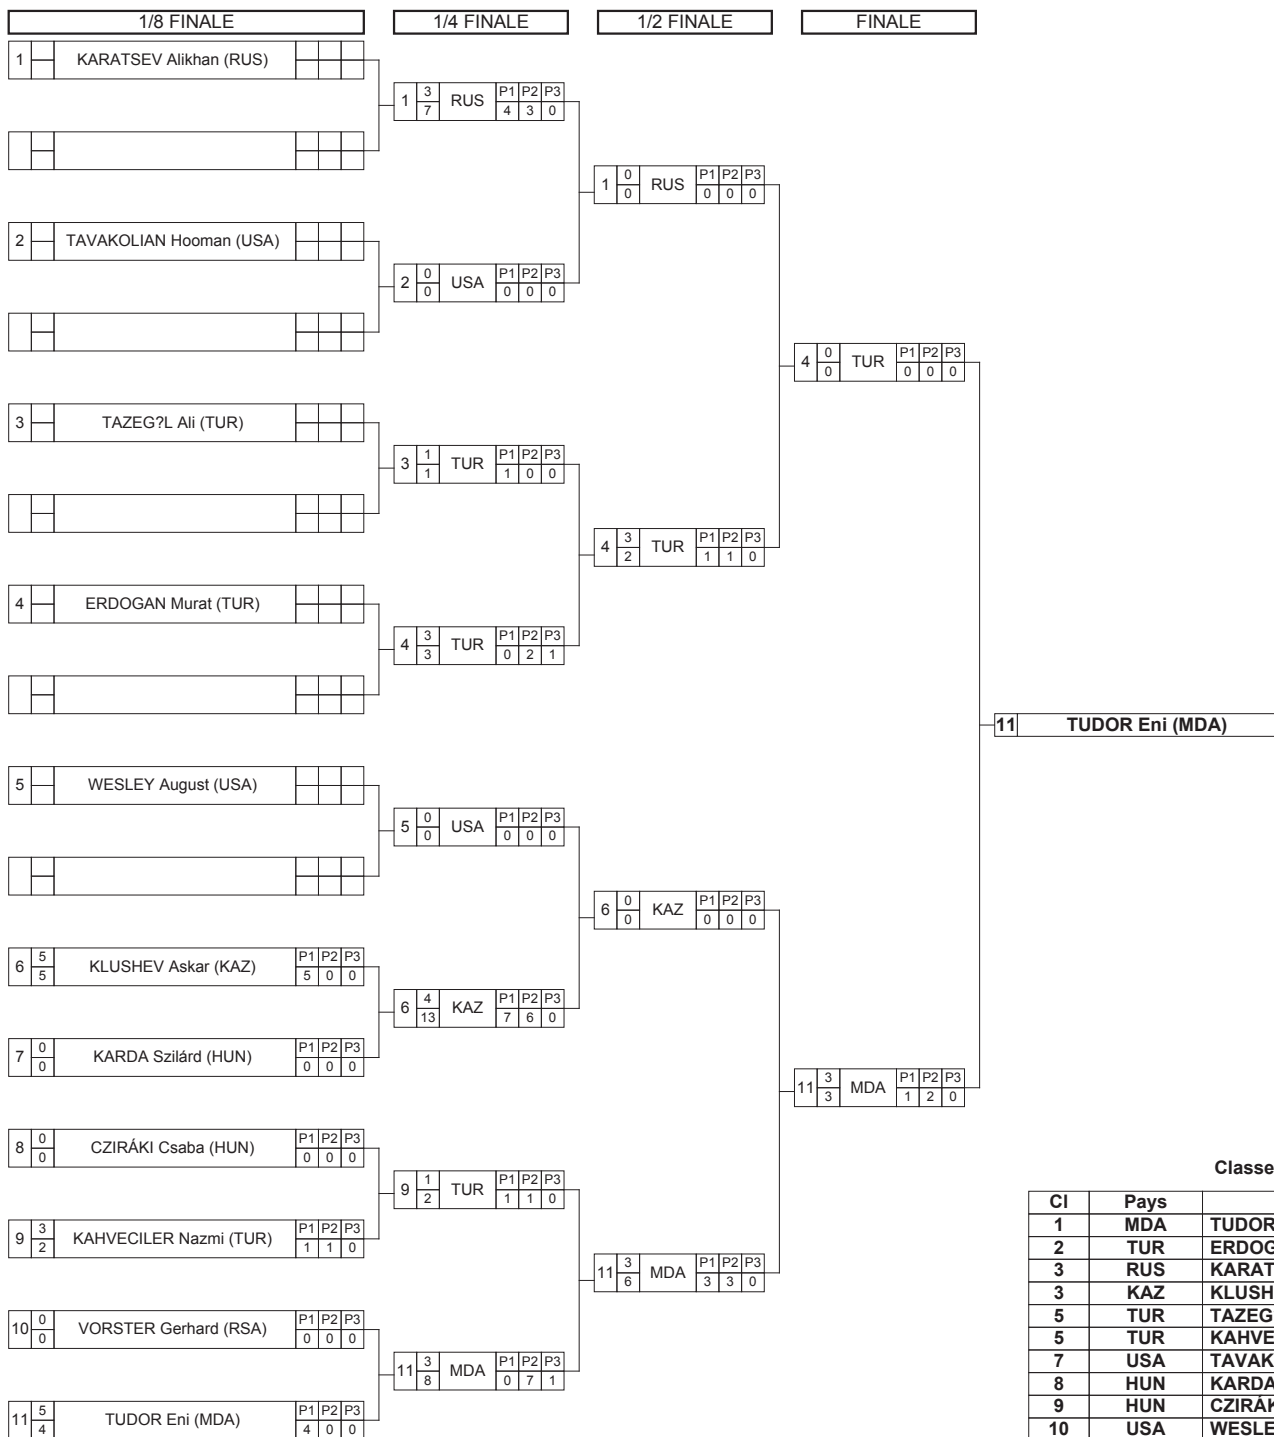 1/8 FINALE 1/4 FINALE 1/2 FINALE FINALE
1 KARATSEV Alikhan (RUS)
1 3 7 RUS P1 P2 P3 4 3 0
1 0 0 RUS P1 P2 P3 0 0 0
2 TAVAKOLIAN Hooman (USA)
2 0 0 USA P1 P2 P3 0 0 0
4 0 0 TUR P1 P2 P3 0 0 0
3 TAZEG?L Ali (TUR)
3 1 1 TUR P1 P2 P3 1 0 0
4 3 2 TUR P1 P2 P3 1 1 0
4 ERDOGAN Murat (TUR)
4 3 3 TUR P1 P2 P3 0 2 1
11 TUDOR Eni (MDA)
5 WESLEY August (USA)
5 0 0 USA P1 P2 P3 0 0 0
6 0 0 KAZ P1 P2 P3 0 0 0
6 5 5 KLUSHEV Askar (KAZ) P1 P2 P3 5 0 0
6 4 13 KAZ P1 P2 P3 7 6 0
7 0 0 KARDA Szilárd (HUN) P1 P2 P3 0 0 0
11 3 3 MDA P1 P2 P3 1 2 0
8 0 0 CZIRÁKI Csaba (HUN) P1 P2 P3 0 0 0
9 1 2 TUR P1 P2 P3 1 1 0
9 3 2 KAHVECILER Nazmi (TUR) P1 P2 P3 1 1 0
11 3 6 MDA P1 P2 P3 3 3 0
10 0 0 VORSTER Gerhard (RSA) P1 P2 P3 0 0 0
11 3 8 MDA P1 P2 P3 0 7 1
11 5 4 TUDOR Eni (MDA) P1 P2 P3 4 0 0
Classe
Cl Pays
1 MDA TUDOR
2 TUR ERDOG
3 RUS KARAT
3 KAZ KLUSH
5 TUR TAZEG
5 TUR KAHVE
7 USA TAVAK
8 HUN KARDA
9 HUN CZIRÁK
10 USA WESLE